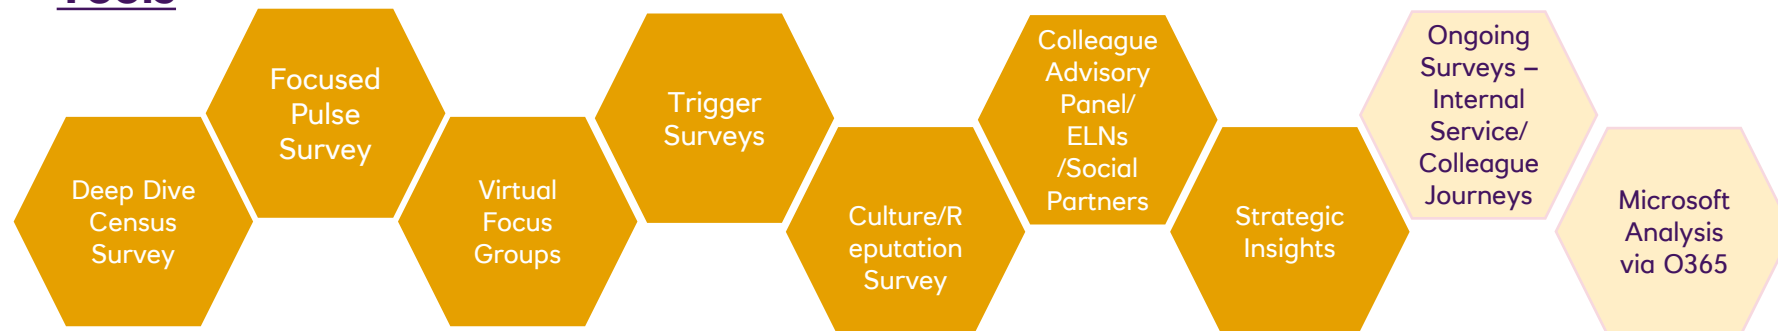 Tools
Deep Dive
Census
Survey
Focused
Pulse
Survey
Virtual
Focus
Groups
Trigger
Surveys
Culture/R
eputation
Survey
Colleague
Advisory
Panel/
ELNs
/Social
Partners
Strategic
Insights
Ongoing
Surveys –
Internal
Service/
Colleague
Journeys
Microsoft
Analysis
via O365